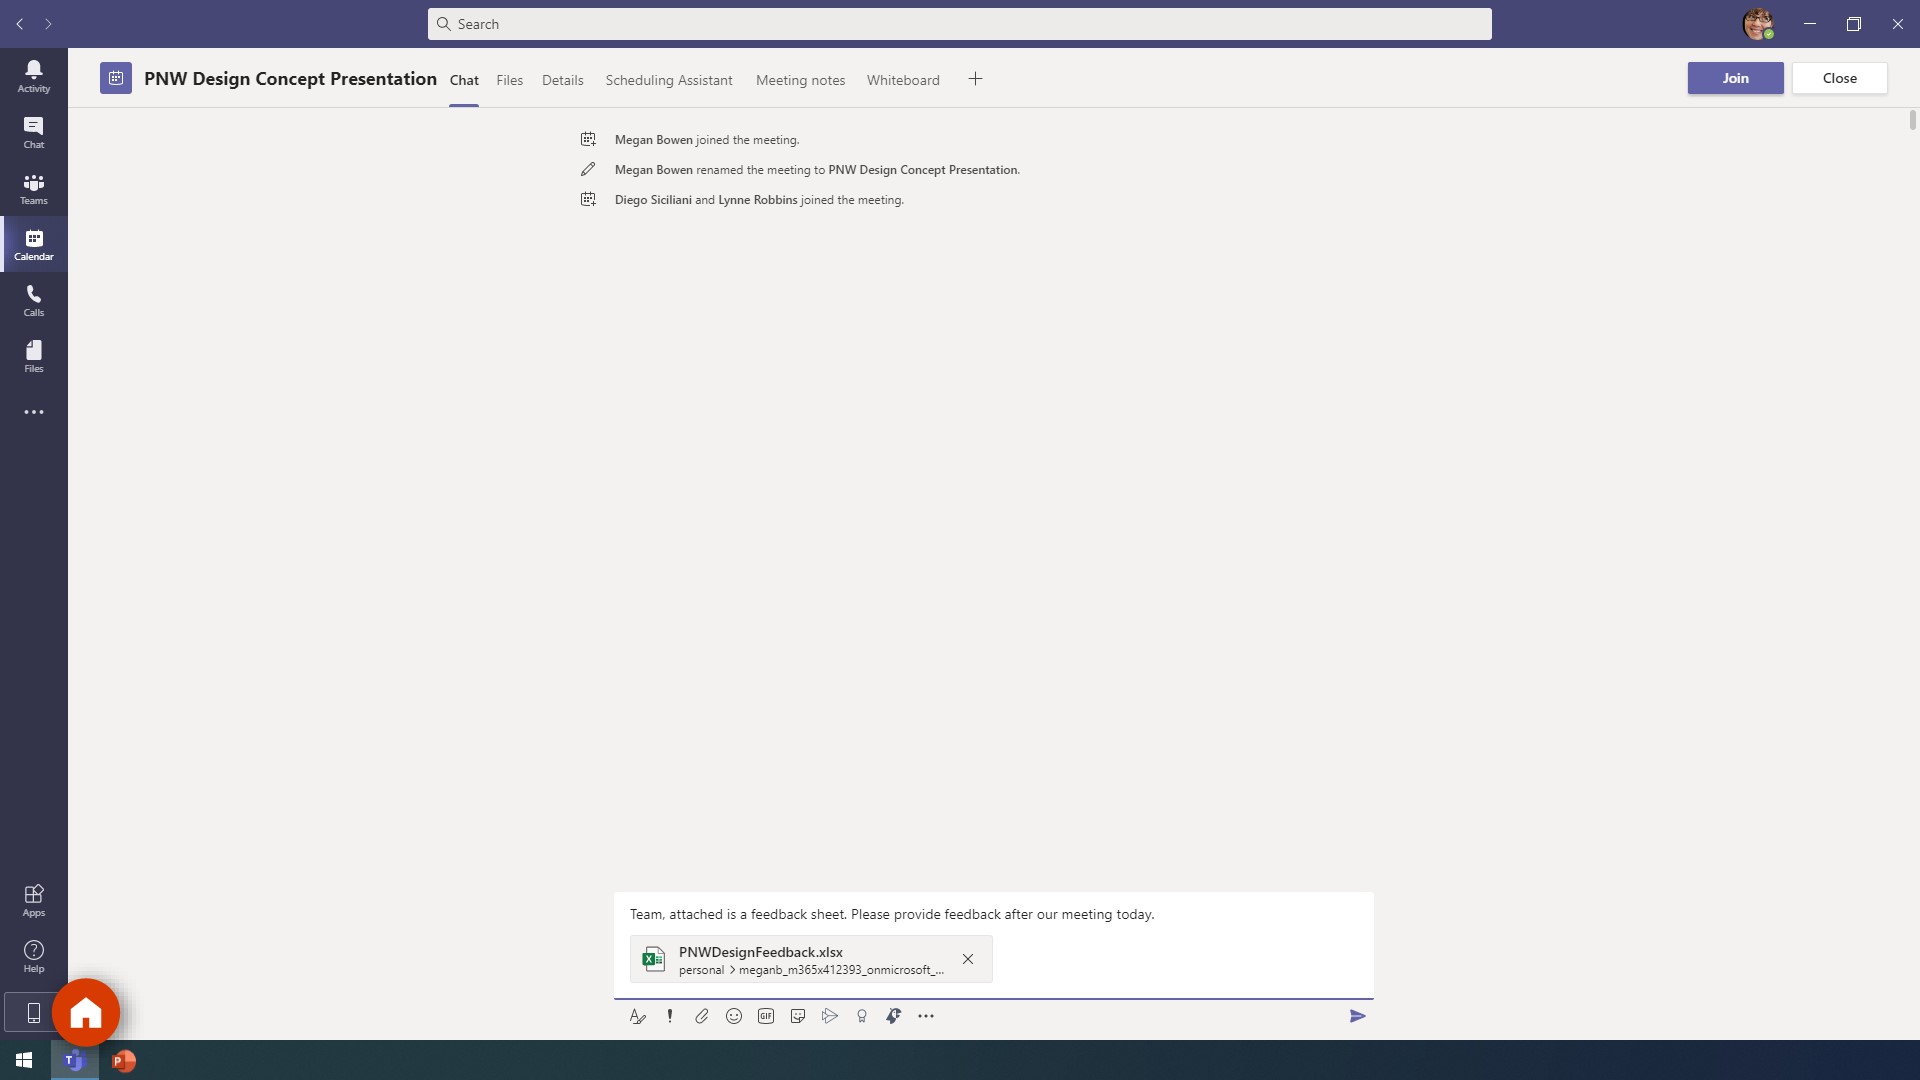 Search
Activity
Chat
Teams
Calendar
Calls
Files
Apps
Help
PNW Design Concept Presentation
Chat
Files
Details
Scheduling Assistant
Meeting notes
Whiteboard
Join
Close
Megan Bowen joined the meeting.
Megan Bowen renamed the meeting to PNW Design Concept Presentation.
Diego Siciliani and Lynne Robbins joined the meeting.
Team, attached is a feedback sheet. Please provide feedback after our meeting today.
PNWDesignFeedback.xlsx
personal > meganb_m365x412393_onmicrosoft_...
GIF
T
P